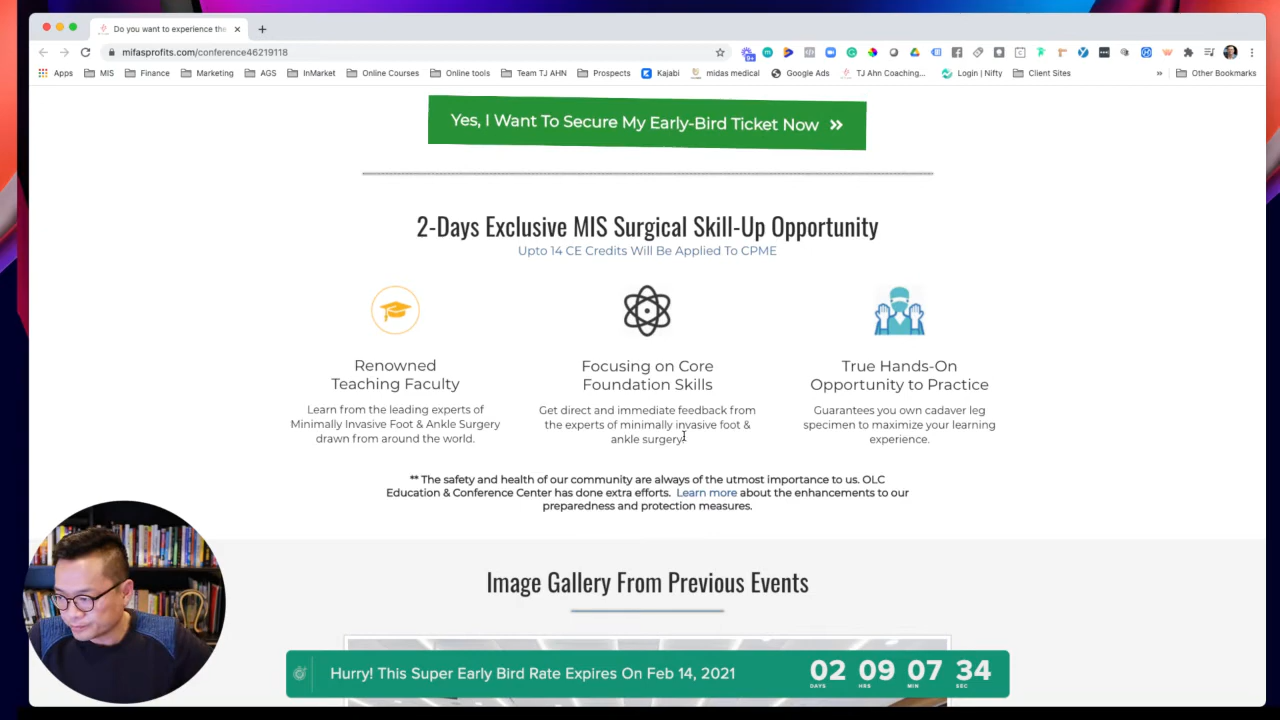 Do you want to experience the
mifasprofits.com/conference46219118
Apps MIS Finance Marketing AGS InMarket Online Courses Online tools Team TJ AHN Prospects Kajabi midas medical Google Ads TJ Ahn Coaching... Login | Nifty Client Sites » Other Bookmarks
Yes, I Want To Secure My Early-Bird Ticket Now »
2-Days Exclusive MIS Surgical Skill-Up Opportunity
Upto 14 CE Credits Will Be Applied To CPME
Renowned
Teaching Faculty
Learn from the leading experts of
Minimally Invasive Foot & Ankle Surgery
drawn from around the world.
Focusing on Core
Foundation Skills
Get direct and immediate feedback from
the experts of minimally invasive foot &
ankle surgery.
True Hands-On
Opportunity to Practice
Guarantees you own cadaver leg
specimen to maximize your learning
experience.
** The safety and health of our community are always of the utmost importance to us. OLC
Education & Conference Center has done extra efforts. Learn more about the enhancements to our
preparedness and protection measures.
Image Gallery From Previous Events
Hurry! This Super Early Bird Rate Expires On Feb 14, 2021
02 09 07 34
DAYS HRS MIN SEC